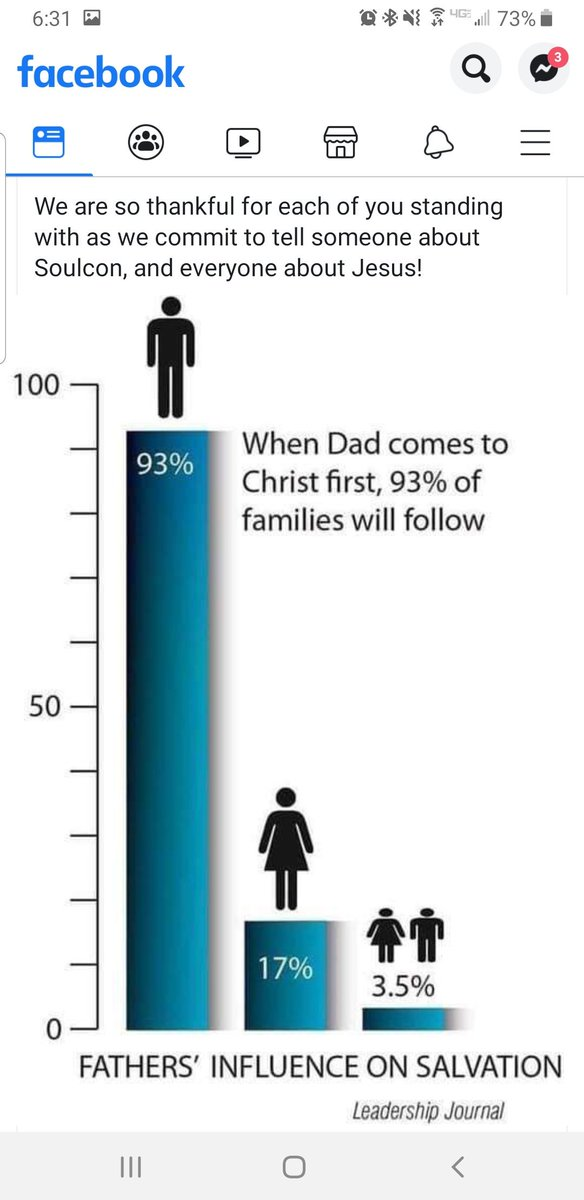 6:31 4GE 73%
facebook
3
We are so thankful for each of you standing
with as we commit to tell someone about
Soulcon, and everyone about Jesus!
100
93%
When Dad comes to
Christ first, 93% of
families will follow
50
17%
3.5%
0
FATHERS' INFLUENCE ON SALVATION
Leadership Journal